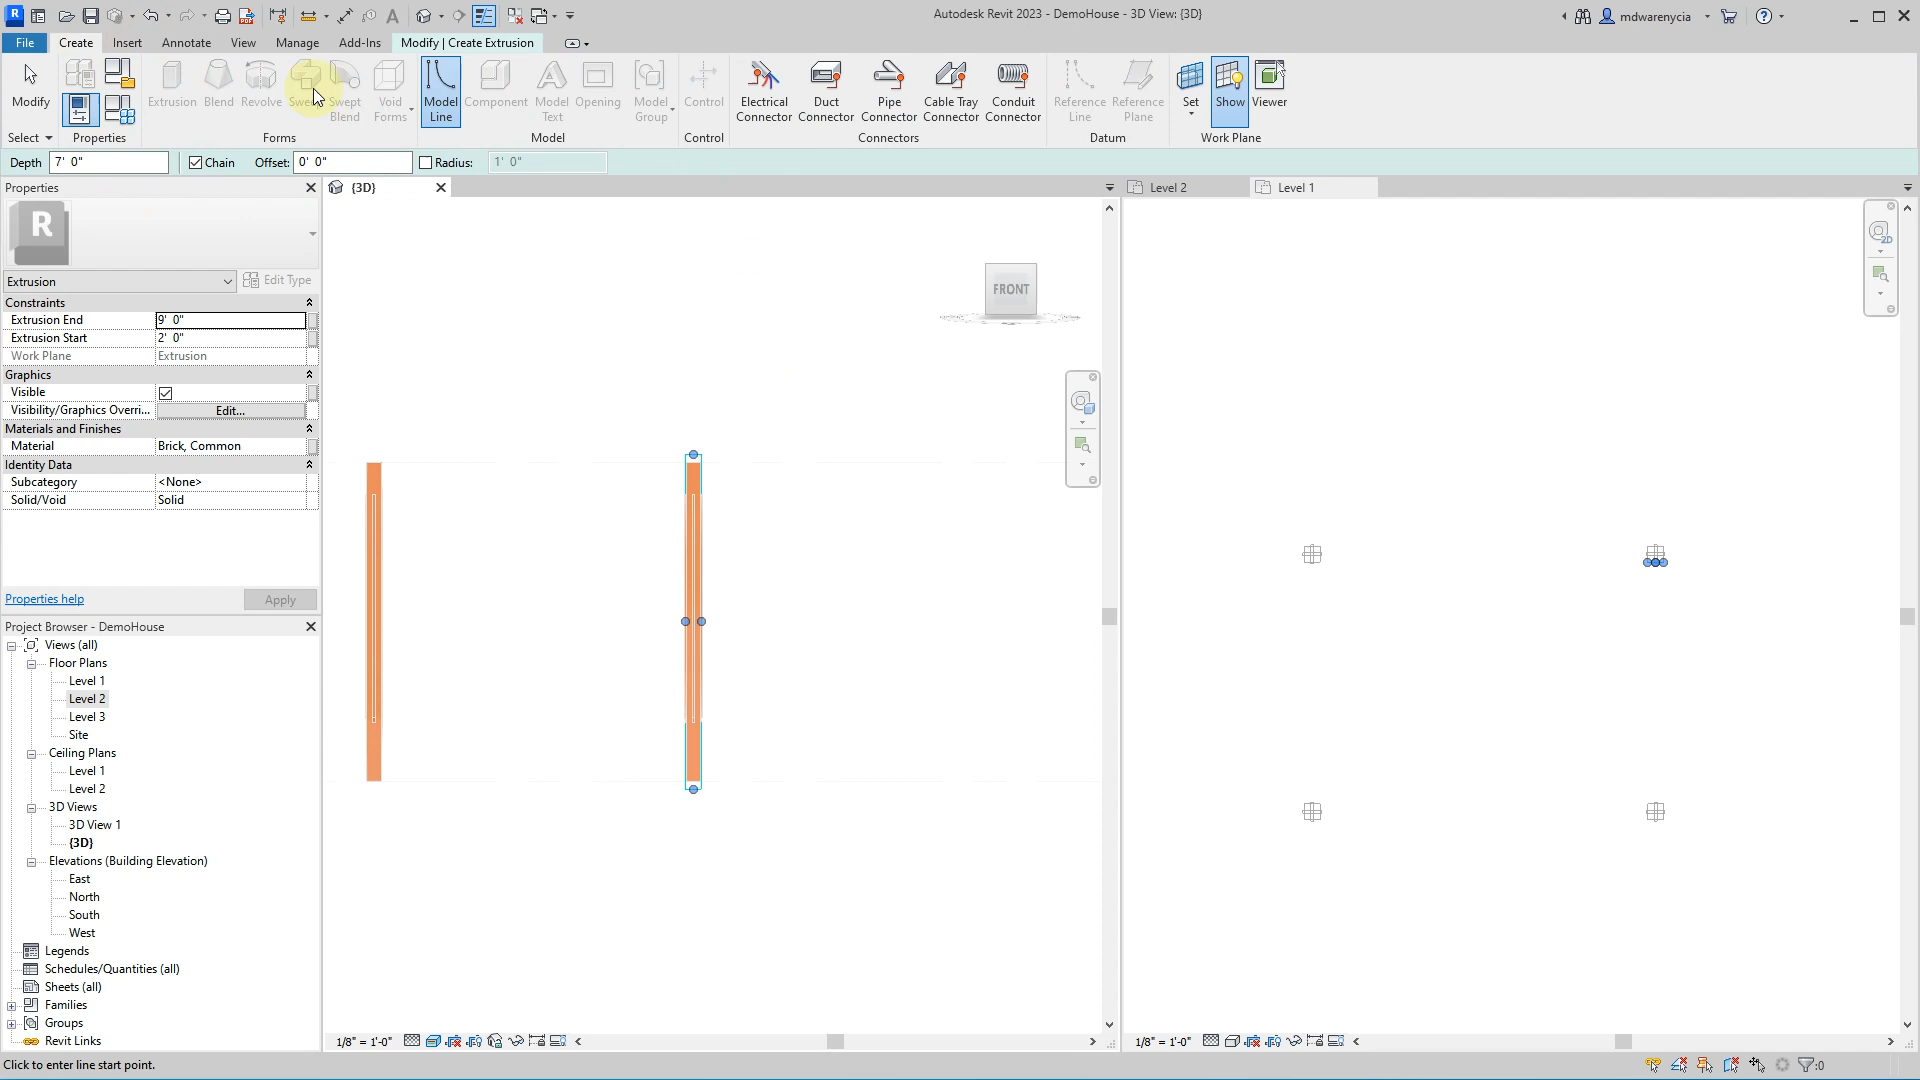 Autodesk Revit 2023 - DemoHouse - 3D View: {3D}
mdwarenycia
File
Create
Insert
Annotate
View
Manage
Add-Ins
Modify | Create Extrusion
Modify
Extrusion
Blend
Revolve
Sweep
Swept
Blend
Void
Forms
Model
Line
Component
Model
Text
Opening
Model
Group
Control
Electrical
Connector
Duct
Connector
Pipe
Connector
Cable Tray
Connector
Conduit
Connector
Reference
Line
Reference
Plane
Set
Show
Viewer
Select
Properties
Forms
Model
Control
Connectors
Datum
Work Plane
Depth 7' 0"
Chain
Offset: 0' 0"
Radius: 1' 0"
Properties
R
Extrusion
Edit Type
Constraints
Extrusion End 9' 0"
Extrusion Start 2' 0"
Work Plane Extrusion
Graphics
Visible
Visibility/Graphics Overri... Edit...
Materials and Finishes
Material Brick, Common
Identity Data
Subcategory <None>
Solid/Void Solid
Properties help
Apply
Project Browser - DemoHouse
Views (all)
Floor Plans
Level 1
Level 2
Level 3
Site
Ceiling Plans
Level 1
Level 2
3D Views
3D View 1
{3D}
Elevations (Building Elevation)
East
North
South
West
Legends
Schedules/Quantities (all)
Sheets (all)
Families
Groups
Revit Links
{3D}
FRONT
1/8" = 1'-0"
Level 2
Level 1
2D
1/8" = 1'-0"
Click to enter line start point.
:0